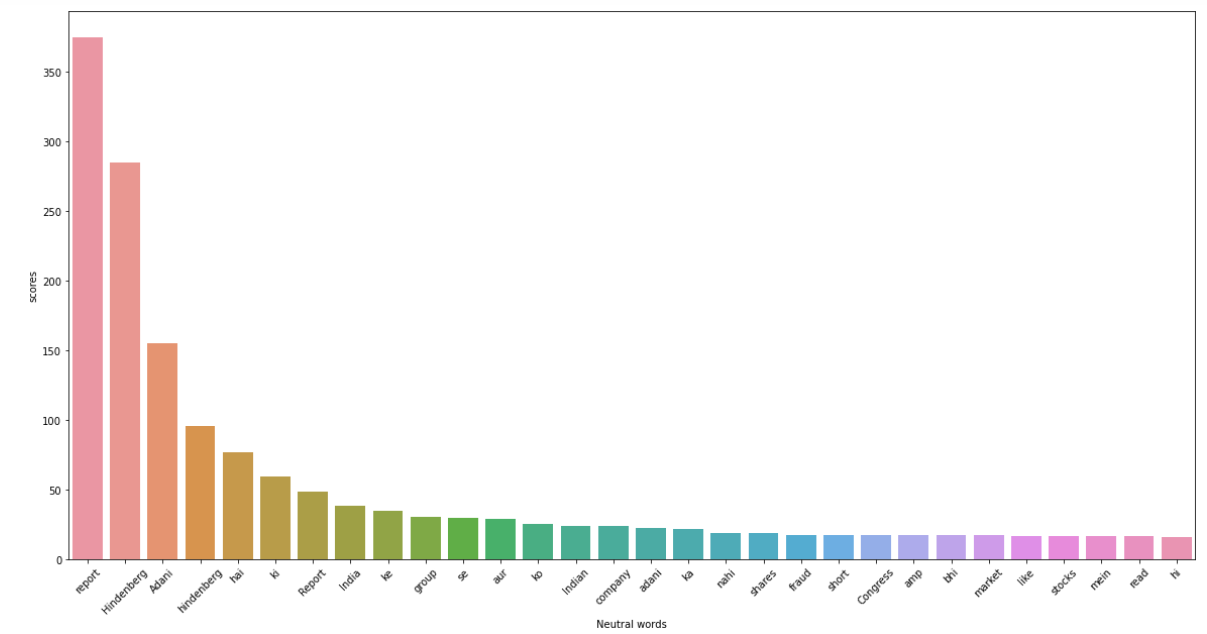 350
300
250
200
150
100
50
0
scores
report Hindenberg Adani hindenberg hai ki Report India ke group se aur ko Indian company adani ka nahi shares fraud short Congress amp bhi market like stocks mein read hi
Neutral words